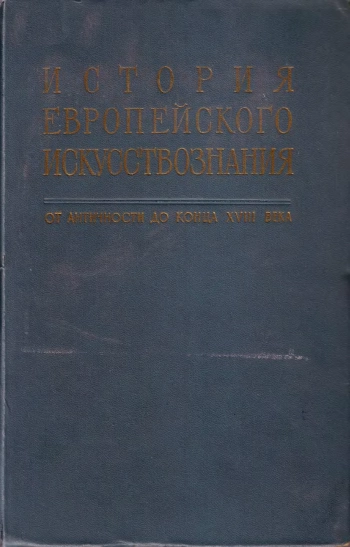 ИСТОРИЯ
ЕВРОПЕЙСКОГО
ИСКУССТВОЗНАНИЯ
ОТ АНТИЧНОСТИ ДО КОНЦА XVIII ВЕКА